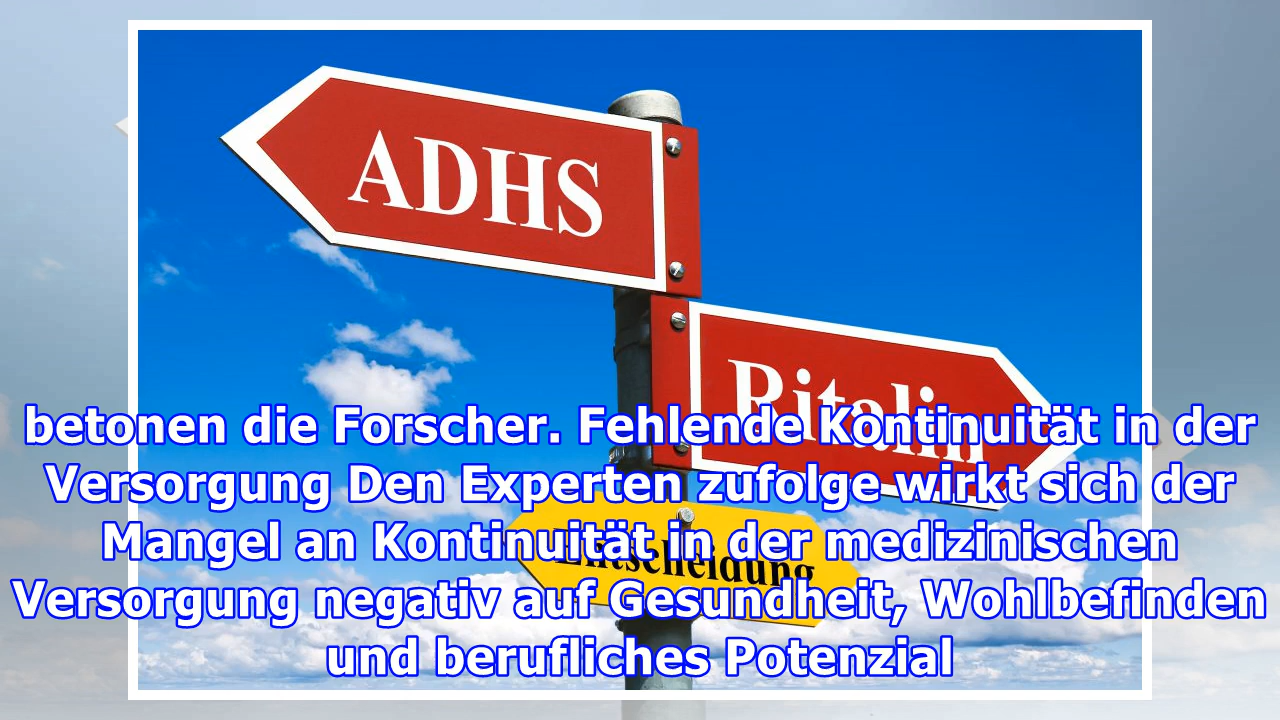 ADHS
Ritalin
Entscheidung
betonen die Forscher. Fehlende Kontinuität in der
Versorgung Den Experten zufolge wirkt sich der
Mangel an Kontinuität in der medizinischen
Versorgung negativ auf Gesundheit, Wohlbefinden
und berufliches Potenzial